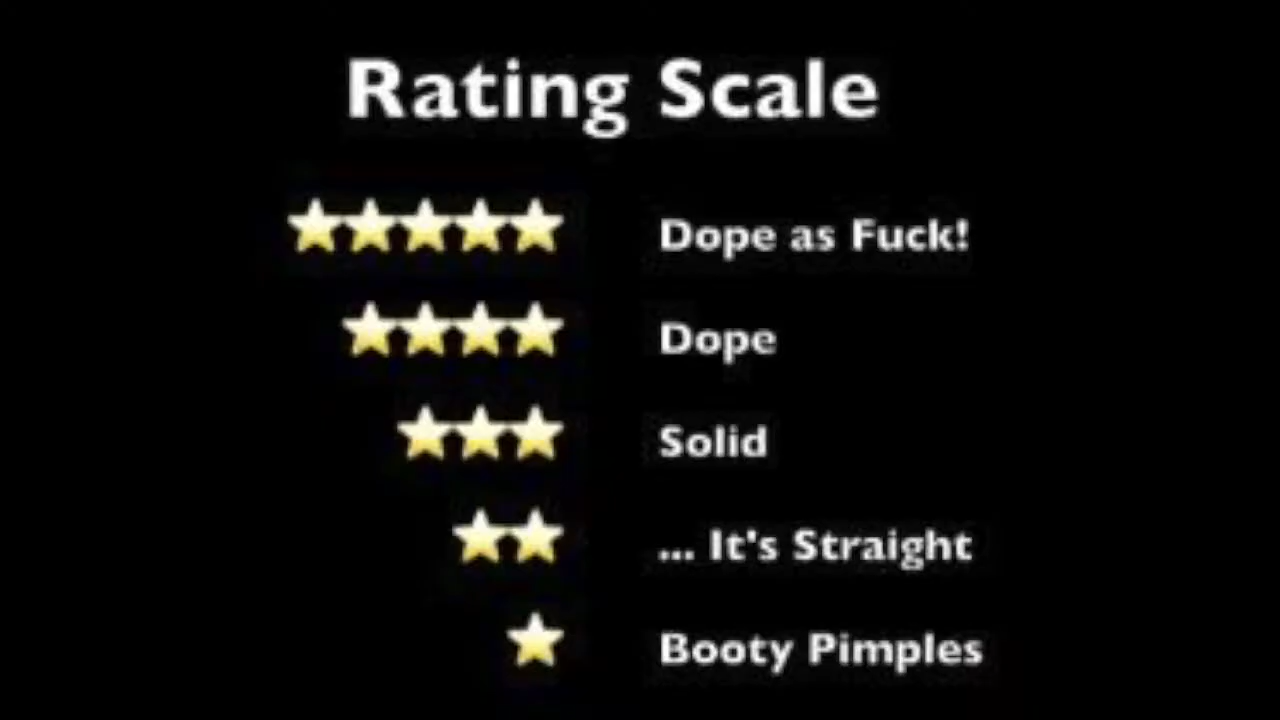 Rating Scale
Dope as Fuck!
Dope
Solid
... It's Straight
Booty Pimples